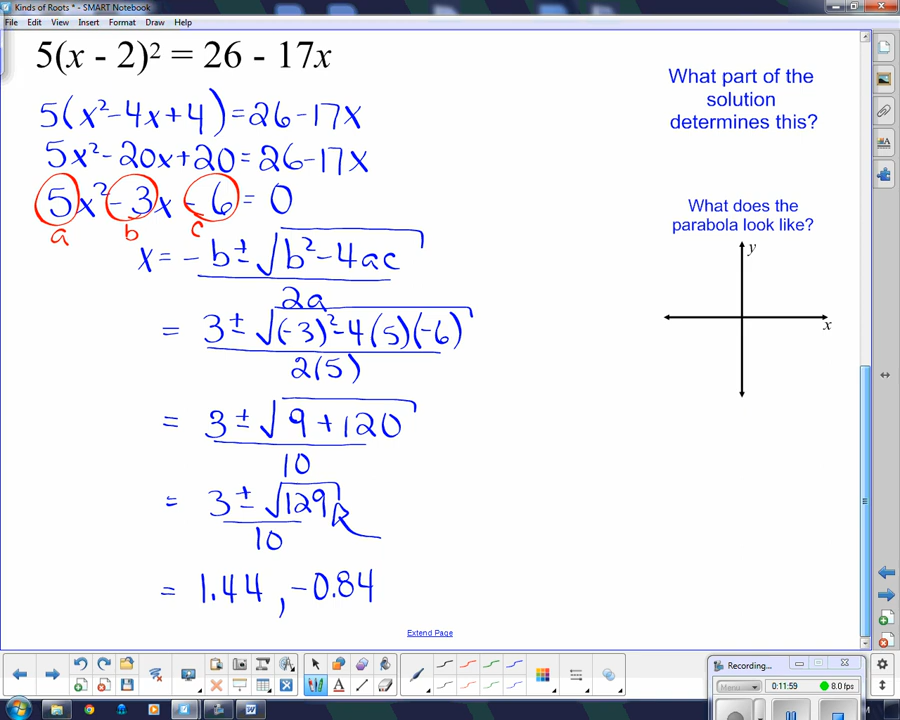 Kinds of Roots * - SMART Notebook
File Edit View Insert Format Draw Help
5(x - 2)² = 26 - 17x
5(x²-4x+4)=26-17x
5x²-20x+20=26-17x
5x²-3x-6=0
a b c
x = -b±√b²-4ac
2a
= 3±√(-3)²-4(5)(-6)
2(5)
= 3±√9+120
10
= 3±√129
10
= 1.44, -0.84
What part of the
solution
determines this?
What does the
parabola look like?
y
x
Extend Page
Recording...
Menu
0:11:59
8.0 fps